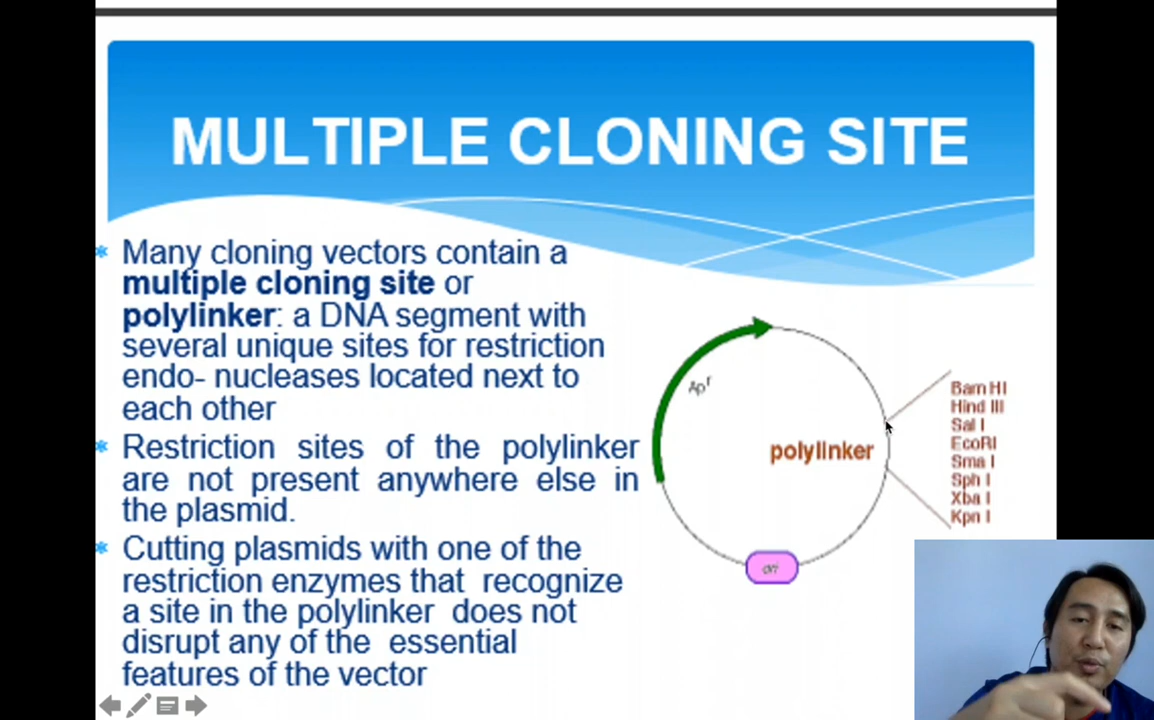 MULTIPLE CLONING SITE
Many cloning vectors contain a
multiple cloning site or
polylinker: a DNA segment with
several unique sites for restriction
endo- nucleases located next to
each other
Restriction sites of the polylinker
are not present anywhere else in
the plasmid.
Cutting plasmids with one of the
restriction enzymes that recognize
a site in the polylinker does not
disrupt any of the essential
features of the vector
Apr
polylinker
Bam HI
Hind III
Sal I
EcoRI
Sma I
Sph I
Xba I
Kpn I
ori